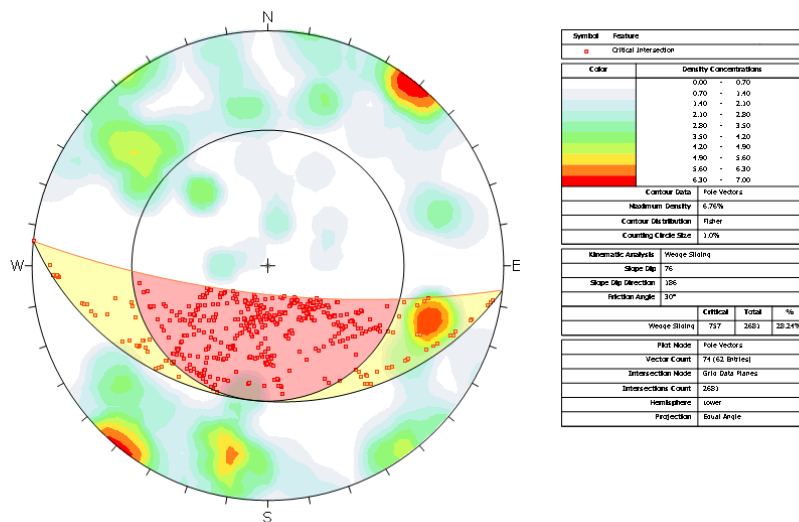 N
W
E
S
Symbol Feature
Critical Intersection
Color Density Concentrations
0.00 - 0.70
0.70 - 1.40
1.40 - 2.10
2.10 - 2.80
2.80 - 3.50
3.50 - 4.20
4.20 - 4.90
4.90 - 5.60
5.60 - 6.30
6.30 - 7.00
Contour Data Pole Vectors
Maximum Density 6.76%
Contour Distribution Fisher
Counting Circle Size 1.0%
Kinematic Analysis Wedge Sliding
Slope Dip 76
Slope Dip Direction 186
Friction Angle 30°
Critical Total %
Wedge Sliding 757 2681 28.24%
Plot Mode Pole Vectors
Vector Count 74 (62 Entries)
Intersection Mode Grid Data Planes
Intersections Count 2681
Hemisphere Lower
Projection Equal Angle